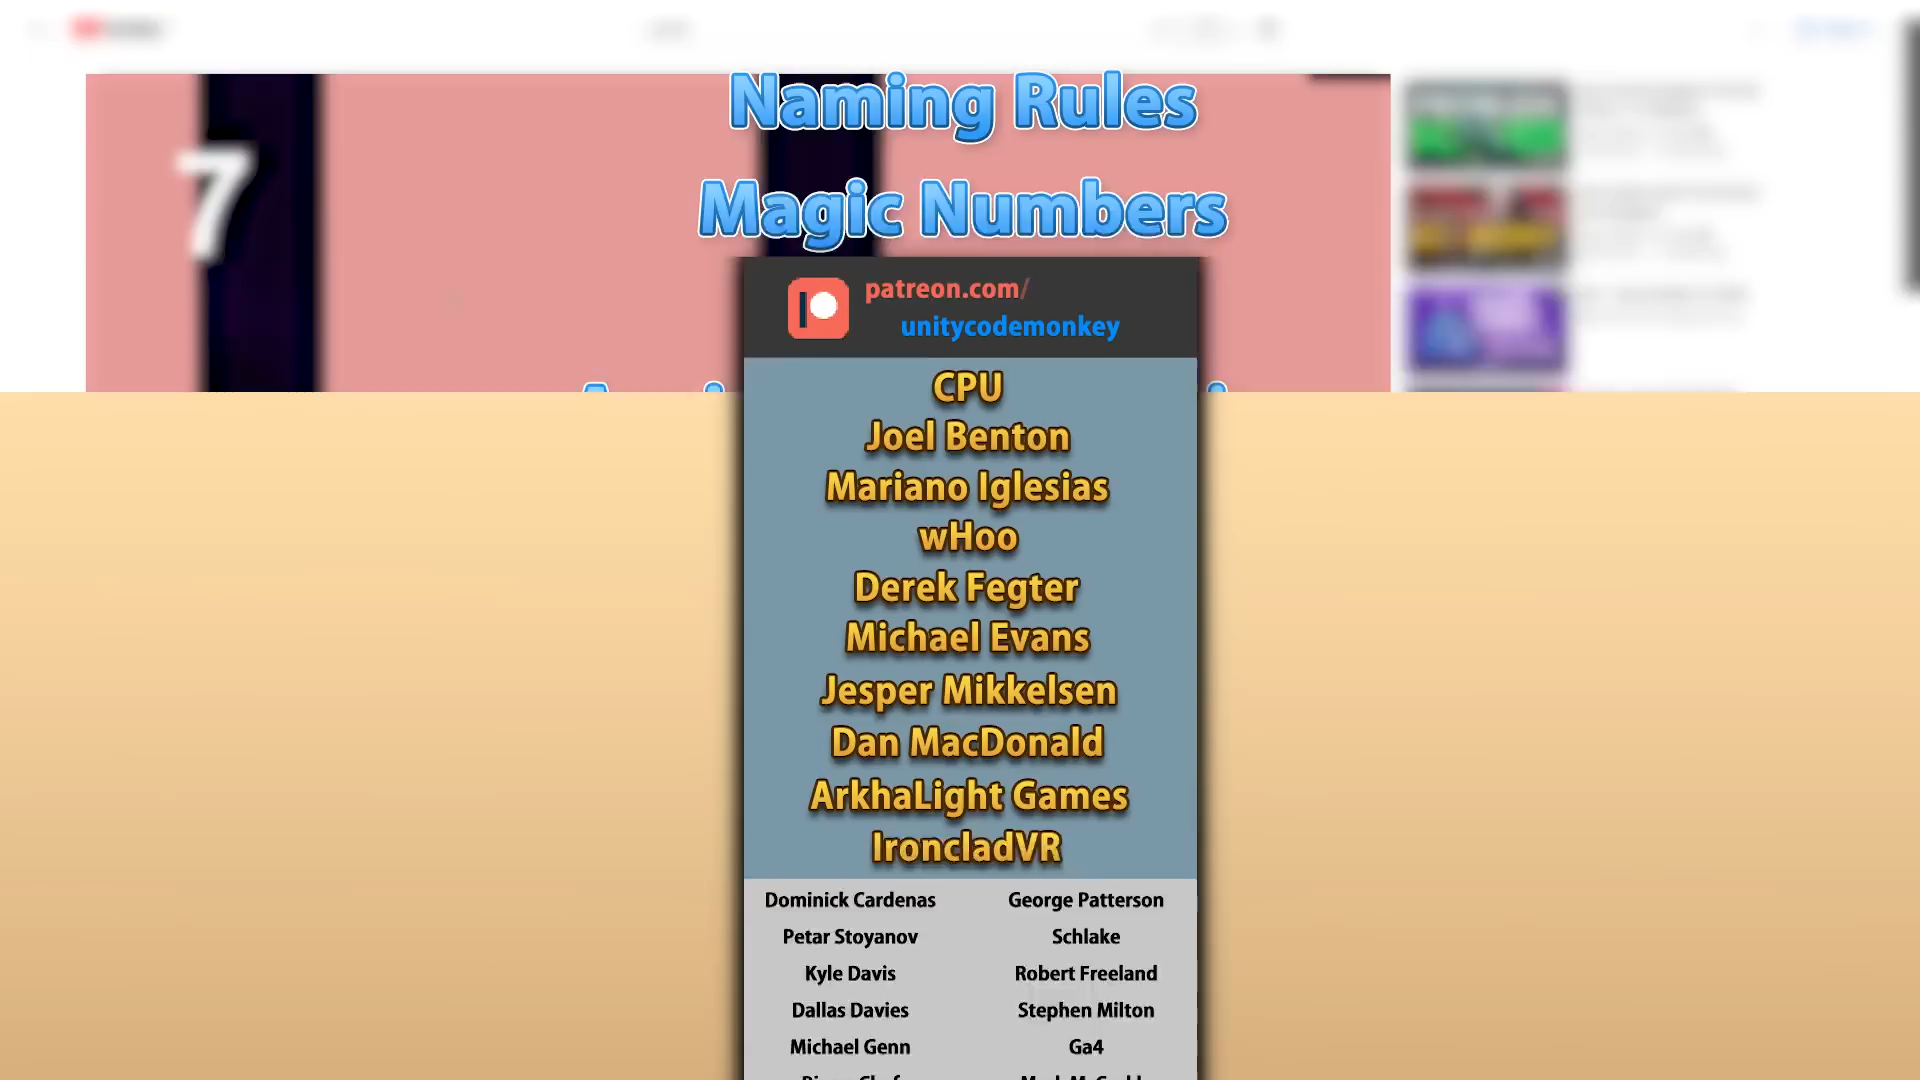 Naming Rules
Magic Numbers
7
patreon.com/
unitycodemonkey
CPU
Joel Benton
Mariano Iglesias
wHoo
Derek Fegter
Michael Evans
Jesper Mikkelsen
Dan MacDonald
ArkhaLight Games
IroncladVR
Dominick Cardenas George Patterson
Petar Stoyanov Schlake
Kyle Davis Robert Freeland
Dallas Davies Stephen Milton
Michael Genn Ga4